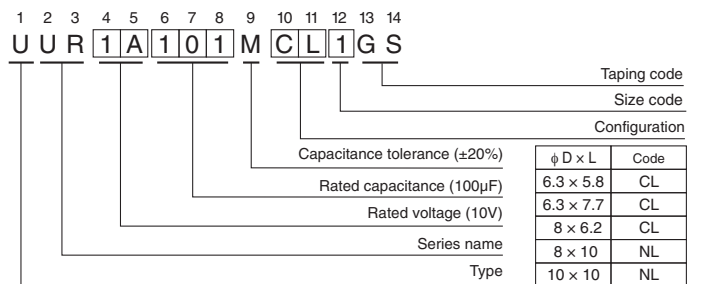 1 2 3 4 5 6 7 8 9 10 11 12 13 14
U U R 1 A 1 0 1 M C L 1 G S
Taping code
Size code
Configuration
Capacitance tolerance (±20%)
Rated capacitance (100µF)
Rated voltage (10V)
Series name
Type
ϕ D × L Code
6.3 × 5.8 CL
6.3 × 7.7 CL
8 × 6.2 CL
8 × 10 NL
10 × 10 NL